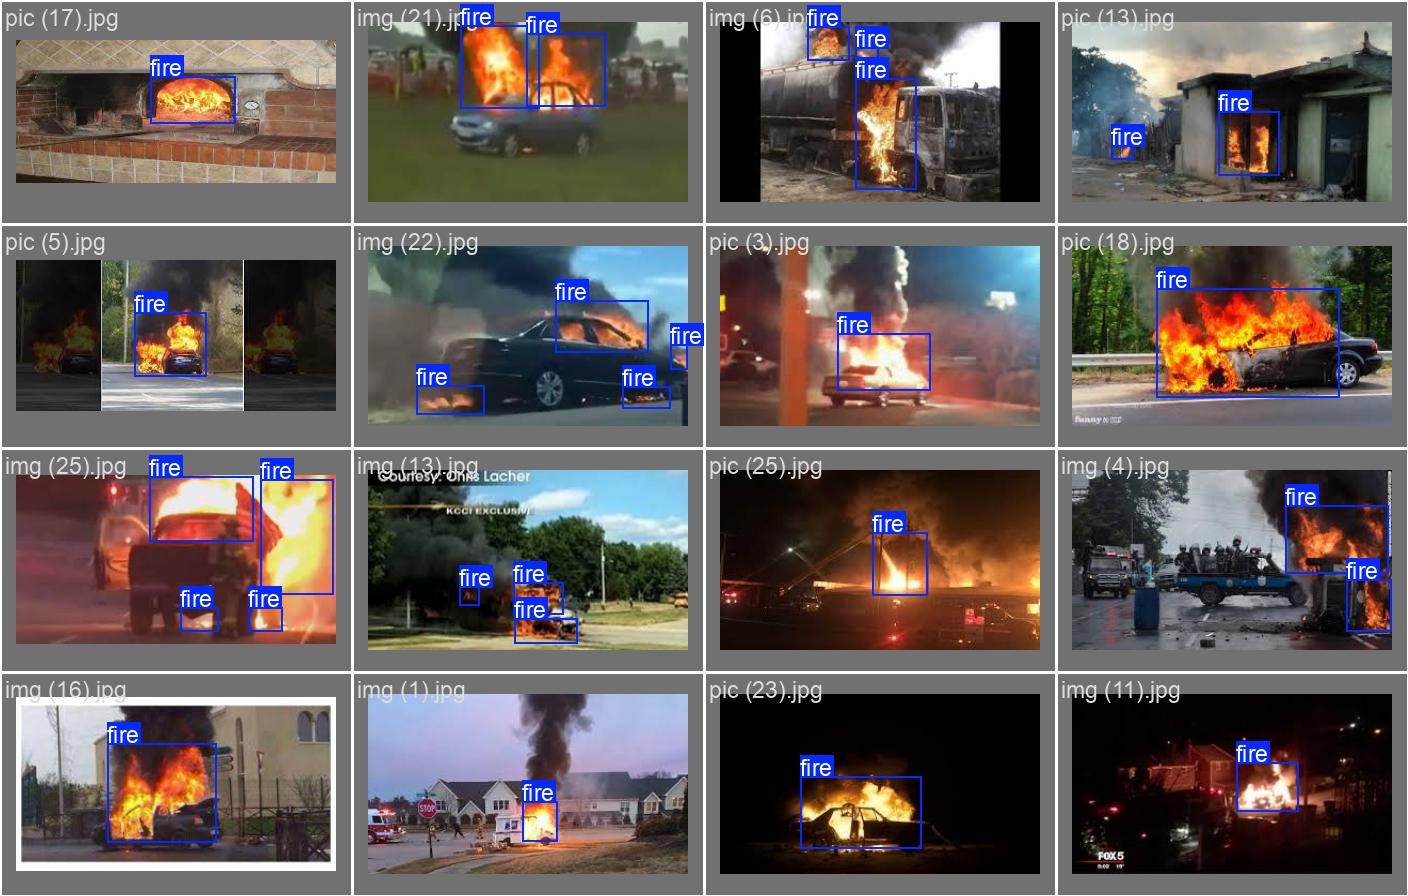 pic (17).jpg
fire
img (21).jpg
fire
fire
img (6).jpg
fire
fire
fire
pic (13).jpg
fire
fire
pic (5).jpg
fire
img (22).jpg
fire
fire
fire
fire
pic (3).jpg
fire
pic (18).jpg
fire
img (25).jpg
fire
fire
fire
fire
img (13).jpg
Courtesy: Chris Lacher
KCCI EXCLUSIVE
fire
fire
fire
pic (25).jpg
fire
img (4).jpg
fire
fire
img (16).jpg
fire
img (1).jpg
fire
STOP
pic (23).jpg
fire
img (11).jpg
fire
FOX 5